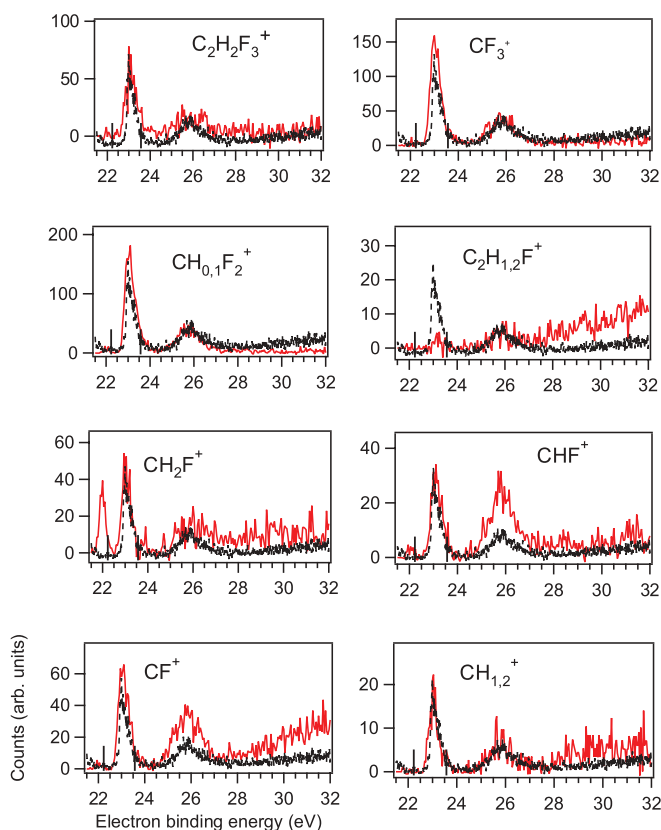 C₂H₂F₃⁺
100
50
0
22 24 26 28 30 32
CF₃⁺
150
100
50
0
22 24 26 28 30 32
CH₀,₁F₂⁺
200
100
0
22 24 26 28 30 32
C₂H₁,₂F⁺
30
20
10
0
22 24 26 28 30 32
CH₂F⁺
60
40
20
0
22 24 26 28 30 32
CHF⁺
40
20
0
22 24 26 28 30 32
CF⁺
60
40
20
0
22 24 26 28 30 32
CH₁,₂⁺
20
10
0
22 24 26 28 30 32
Counts (arb. units)
Electron binding energy (eV)